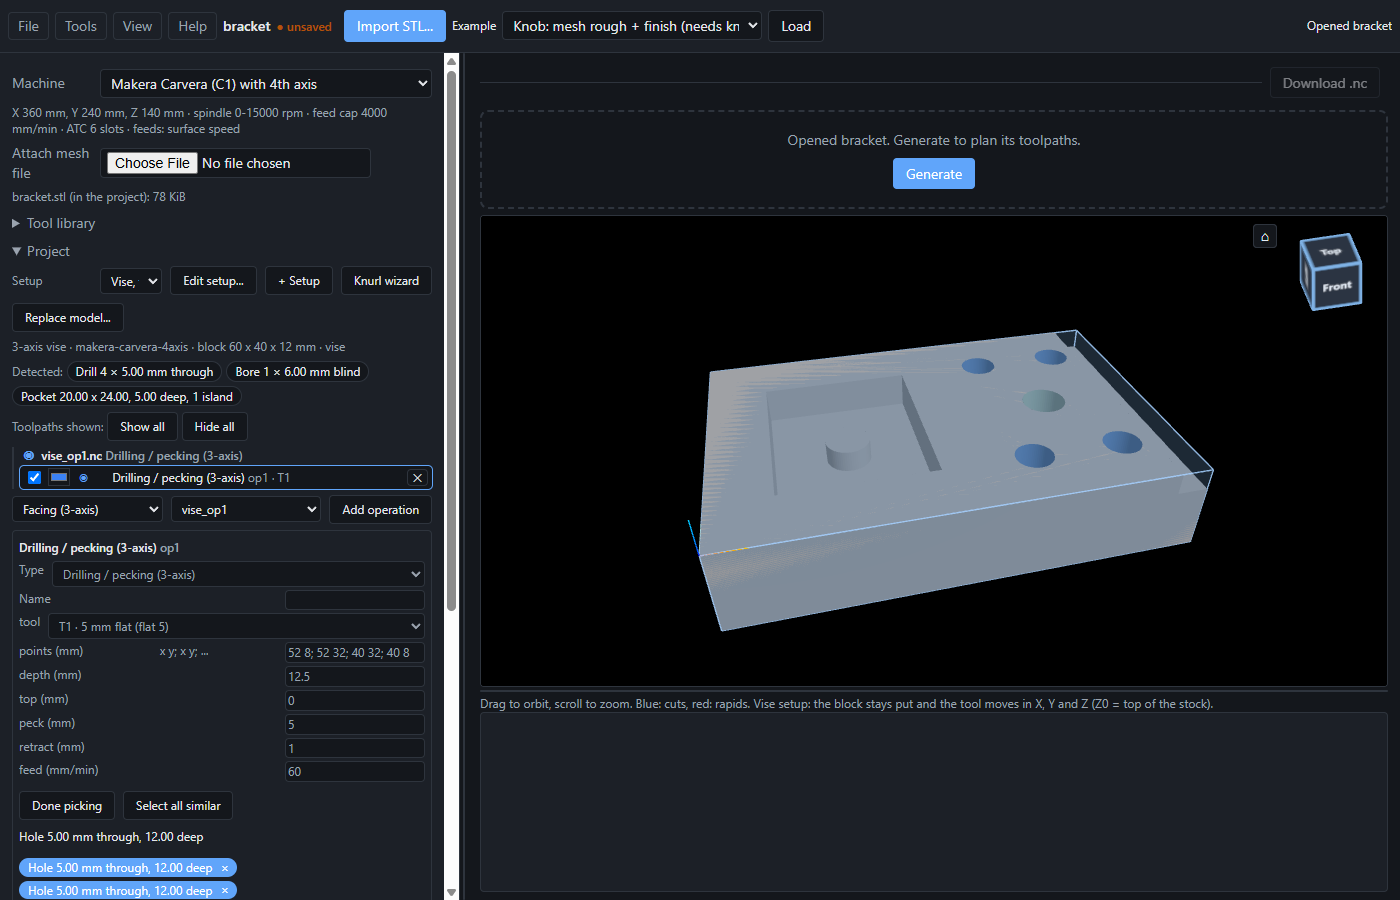 File
Tools
View
Help
bracket
● unsaved
Import STL...
Example
Knob: mesh rough + finish (needs kn
Load
Opened bracket
Machine
Makera Carvera (C1) with 4th axis
X 360 mm, Y 240 mm, Z 140 mm · spindle 0-15000 rpm · feed cap 4000
mm/min · ATC 6 slots · feeds: surface speed
Attach mesh
file
Choose File No file chosen
bracket.stl (in the project): 78 KiB
Tool library
Project
Setup
Vise,
Edit setup...
+ Setup
Knurl wizard
Replace model...
3-axis vise · makera-carvera-4axis · block 60 x 40 x 12 mm · vise
Detected:
Drill 4 × 5.00 mm through
Bore 1 × 6.00 mm blind
Pocket 20.00 x 24.00, 5.00 deep, 1 island
Toolpaths shown:
Show all
Hide all
vise_op1.nc Drilling / pecking (3-axis)
Drilling / pecking (3-axis) op1 · T1
Facing (3-axis)
vise_op1
Add operation
Drilling / pecking (3-axis) op1
Type
Drilling / pecking (3-axis)
Name
tool
T1 · 5 mm flat (flat 5)
points (mm)
x y; x y; ...
52 8; 52 32; 40 32; 40 8
depth (mm)
12.5
top (mm)
0
peck (mm)
5
retract (mm)
1
feed (mm/min)
60
Done picking
Select all similar
Hole 5.00 mm through, 12.00 deep
Hole 5.00 mm through, 12.00 deep ×
Hole 5.00 mm through, 12.00 deep ×
Download .nc
Opened bracket. Generate to plan its toolpaths.
Generate
Top
Front
Drag to orbit, scroll to zoom. Blue: cuts, red: rapids. Vise setup: the block stays put and the tool moves in X, Y and Z (Z0 = top of the stock).